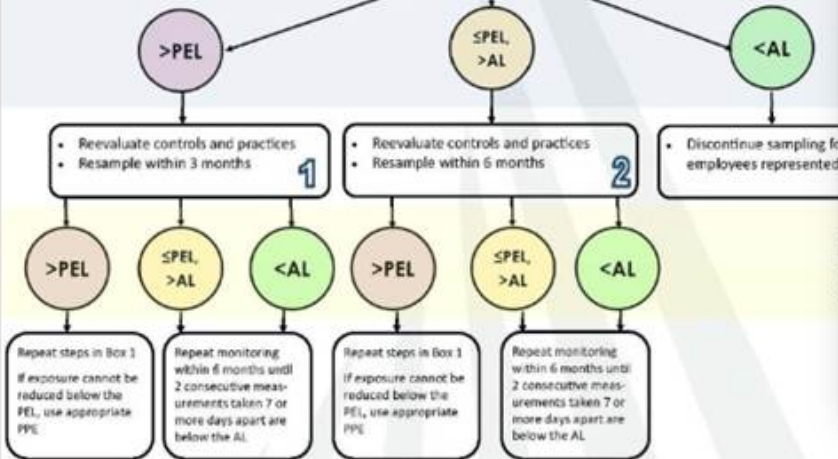 >PEL
≤PEL,
>AL
<AL
• Reevaluate controls and practices
• Resample within 3 months
1
• Reevaluate controls and practices
• Resample within 6 months
2
• Discontinue sampling fo
employees represented
>PEL
≤PEL,
>AL
<AL
>PEL
≤PEL,
>AL
<AL
Repeat steps in Box 1
If exposure cannot be
reduced below the
PEL, use appropriate
PPE
Repeat monitoring
within 6 months until
2 consecutive meas-
urements taken 7 or
more days apart are
below the AL
Repeat steps in Box 1
If exposure cannot be
reduced below the
PEL, use appropriate
PPE
Repeat monitoring
within 6 months until
2 consecutive meas-
urements taken 7 or
more days apart are
below the AL